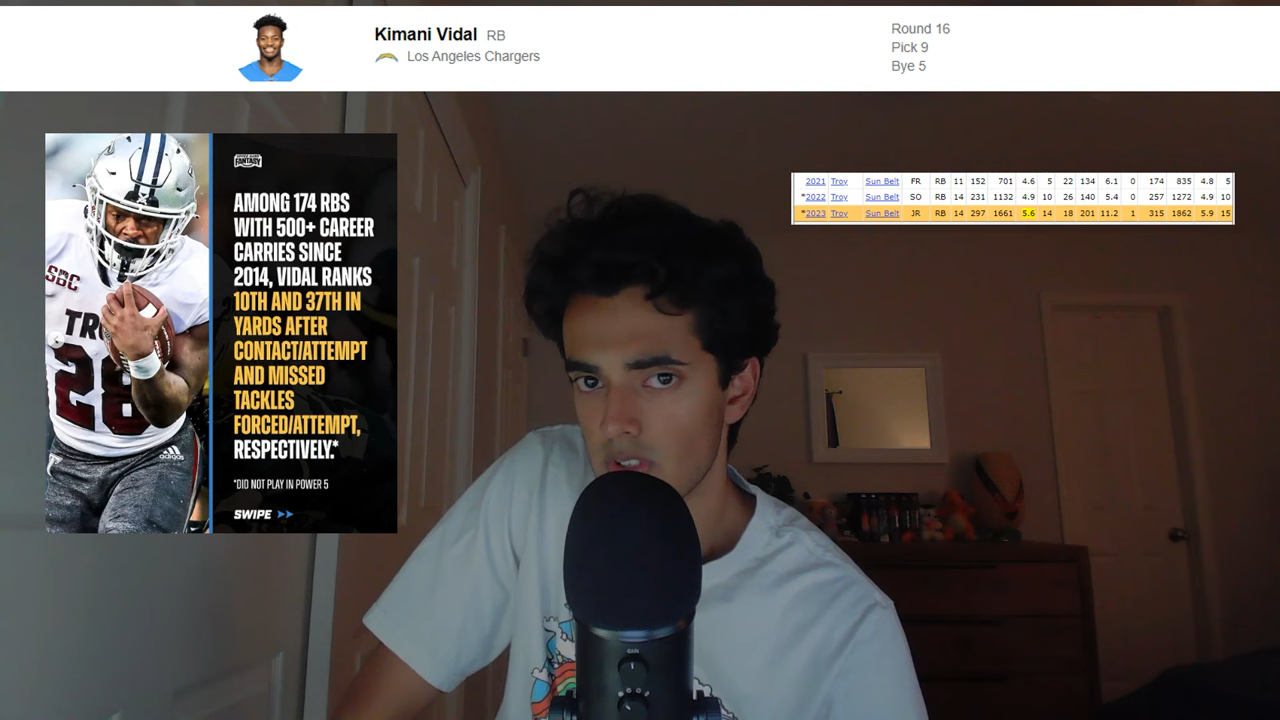 Kimani Vidal RB
Los Angeles Chargers
Round 16
Pick 9
Bye 5
FANTASY
AMONG 174 RBS
WITH 500+ CAREER
CARRIES SINCE
2014, VIDAL RANKS
10TH AND 37TH IN
YARDS AFTER
CONTACT/ATTEMPT
AND MISSED
TACKLES
FORCED/ATTEMPT,
RESPECTIVELY.*
*DID NOT PLAY IN POWER 5
SWIPE
SBC
TR
28
adidas
2021 Troy Sun Belt FR RB 11 152 701 4.6 5 22 134 6.1 0 174 835 4.8 5
*2022 Troy Sun Belt SO RB 14 231 1132 4.9 10 26 140 5.4 0 257 1272 4.9 10
*2023 Troy Sun Belt JR RB 14 297 1661 5.6 14 18 201 11.2 1 315 1862 5.9 15
GAIN